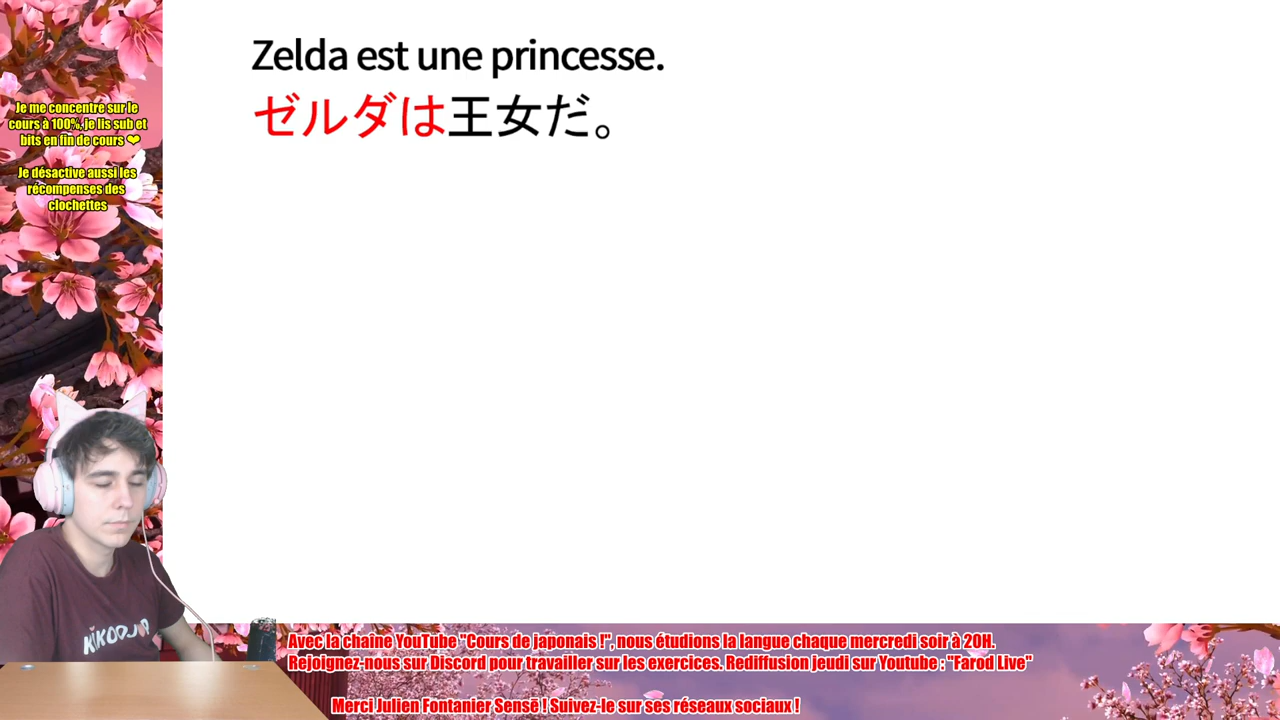 Zelda est une princesse.
ゼルダは王女だ。
Je me concentre sur le
cours à 100%, je lis sub et
bits en fin de cours ❤
Je désactive aussi les
récompenses des
clochettes
Avec la chaîne YouTube "Cours de japonais !", nous étudions la langue chaque mercredi soir à 20H.
Rejoignez-nous sur Discord pour travailler sur les exercices. Rediffusion jeudi sur Youtube : "Farod Live"
Merci Julien Fontanier Sensē ! Suivez-le sur ses réseaux sociaux !